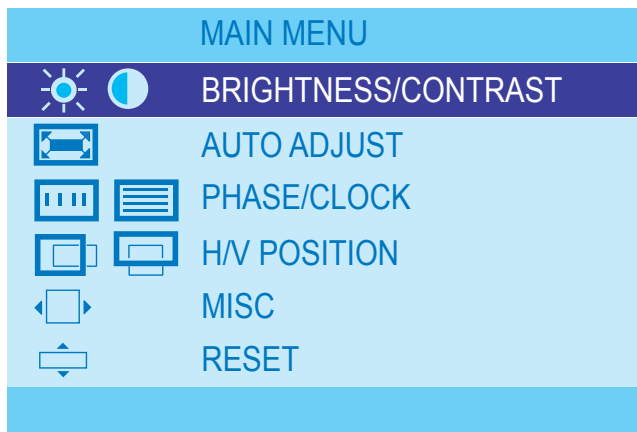 MAIN MENU
BRIGHTNESS/CONTRAST
AUTO ADJUST
PHASE/CLOCK
H/V POSITION
MISC
RESET